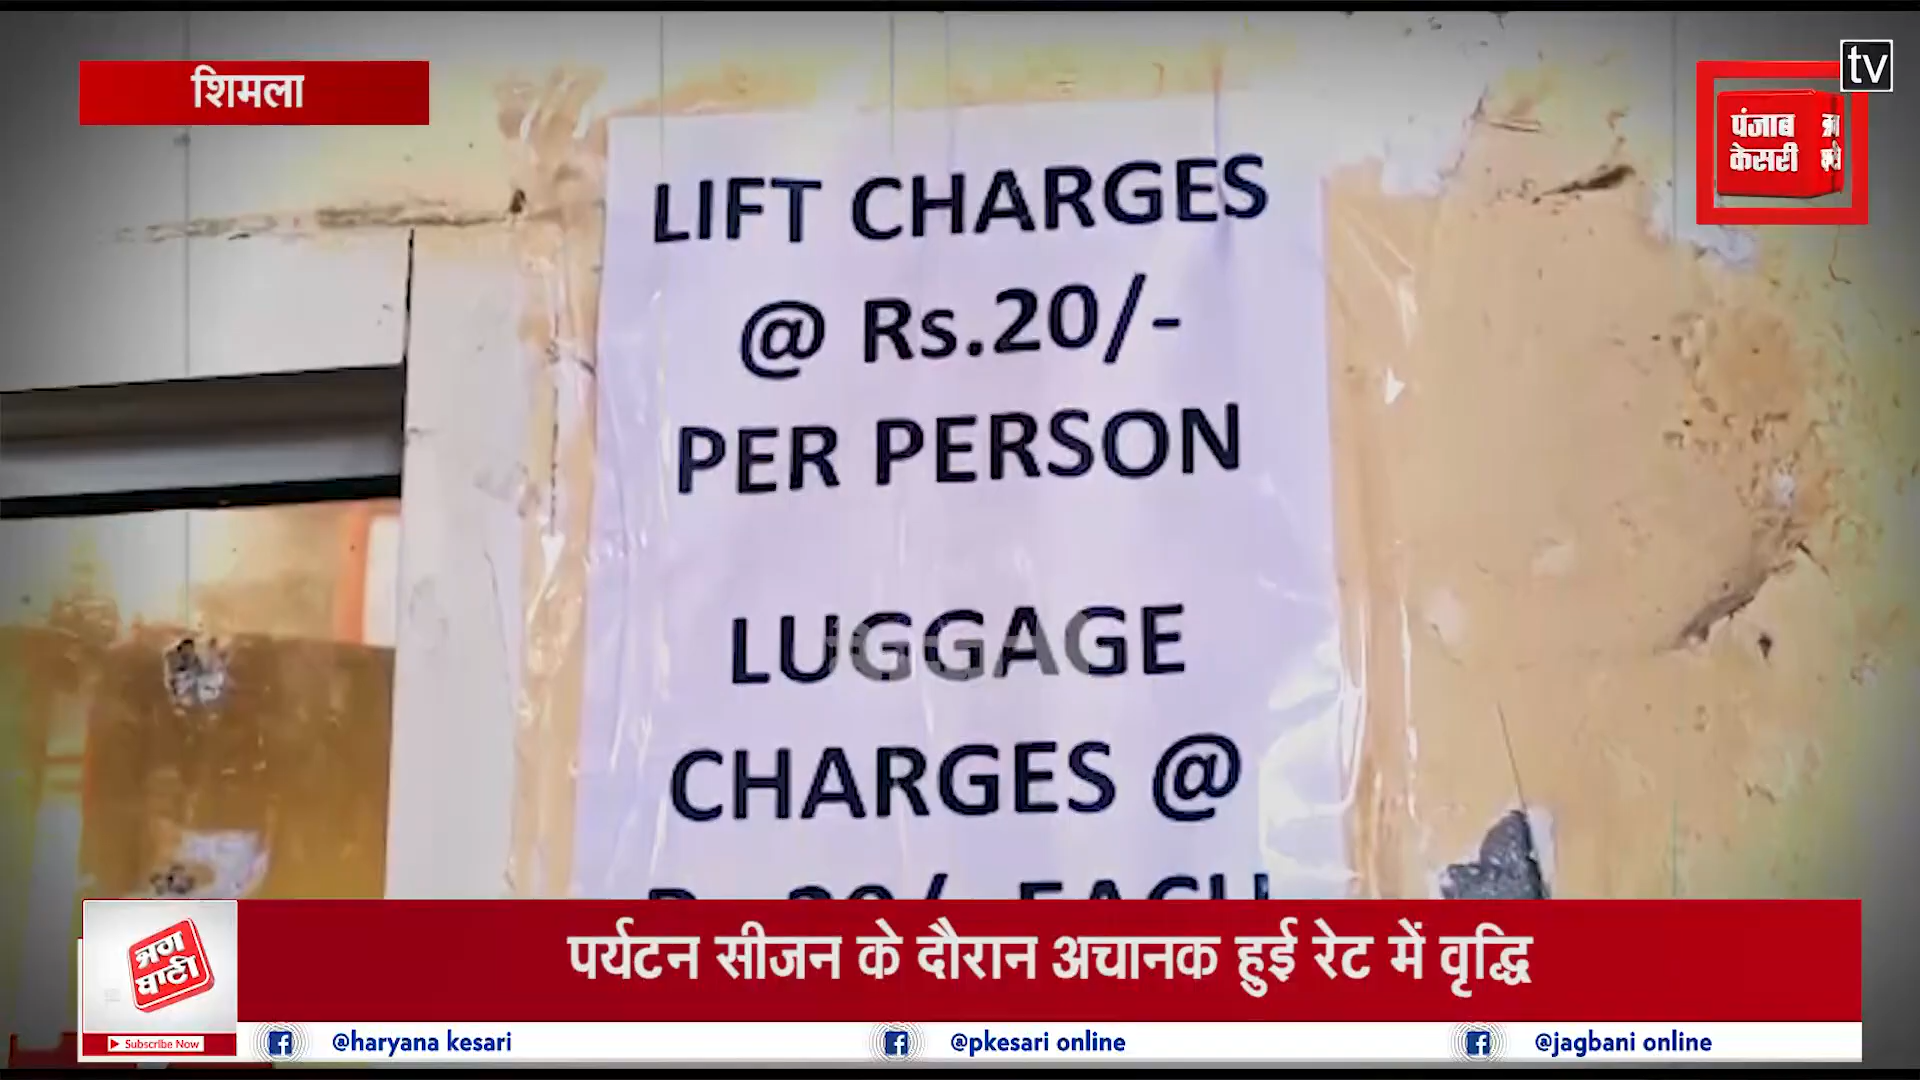 शिमला
tv
पंजाब
केसरी
LIFT CHARGES
@ Rs.20/-
PER PERSON
LUGGAGE
CHARGES @
पर्यटन सीजन के दौरान अचानक हुई रेट में वृद्धि
Subscribe Now
@haryana kesari
@pkesari online
@jagbani online